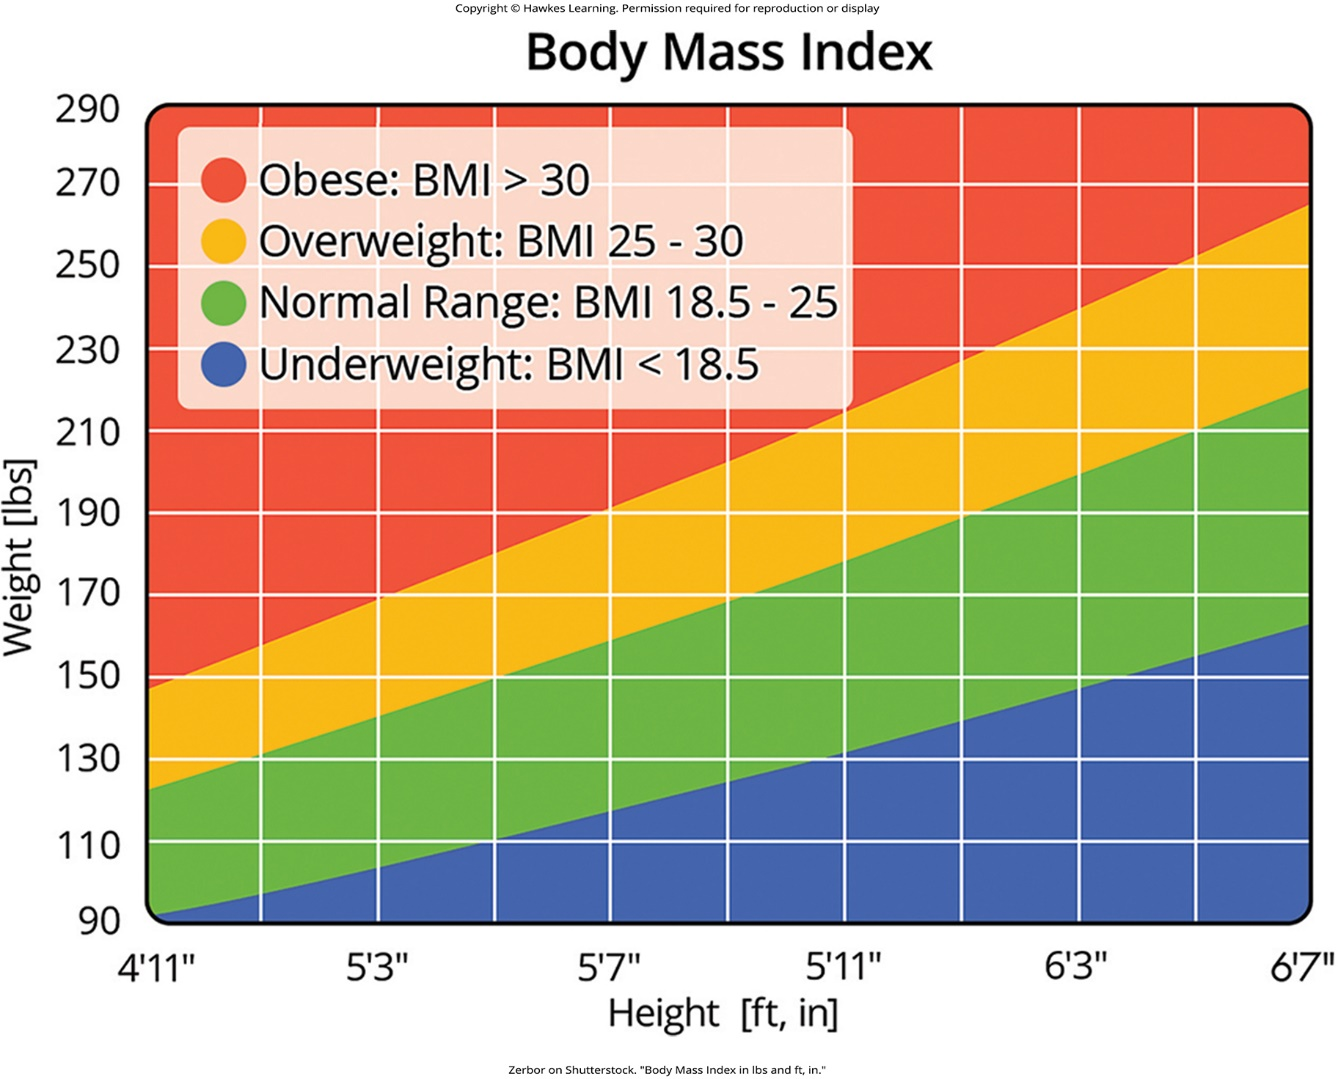 Copyright © Hawkes Learning. Permission required for reproduction or display
Body Mass Index
290
270
250
230
210
190
170
150
130
110
90
Weight [lbs]
Obese: BMI > 30
Overweight: BMI 25 - 30
Normal Range: BMI 18.5 - 25
Underweight: BMI < 18.5
4'11" 5'3" 5'7" 5'11" 6'3" 6'7"
Height [ft, in]
Zerbor on Shutterstock. "Body Mass Index in lbs and ft, in."